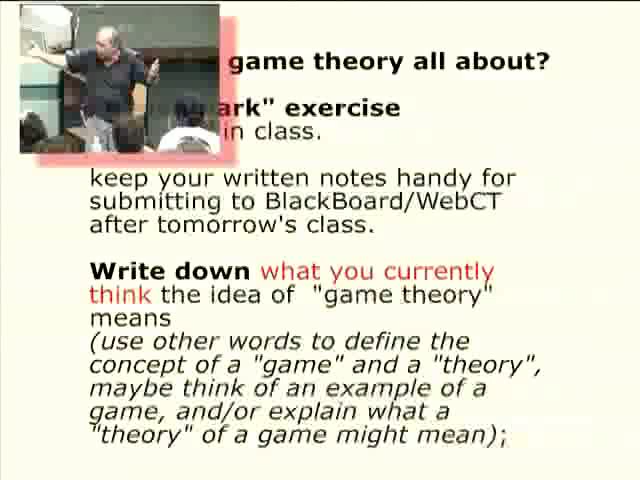 game theory all about?
ark" exercise
in class.
keep your written notes handy for
submitting to BlackBoard/WebCT
after tomorrow's class.
Write down what you currently
think the idea of "game theory"
means
(use other words to define the
concept of a "game" and a "theory",
maybe think of an example of a
game, and/or explain what a
"theory" of a game might mean);